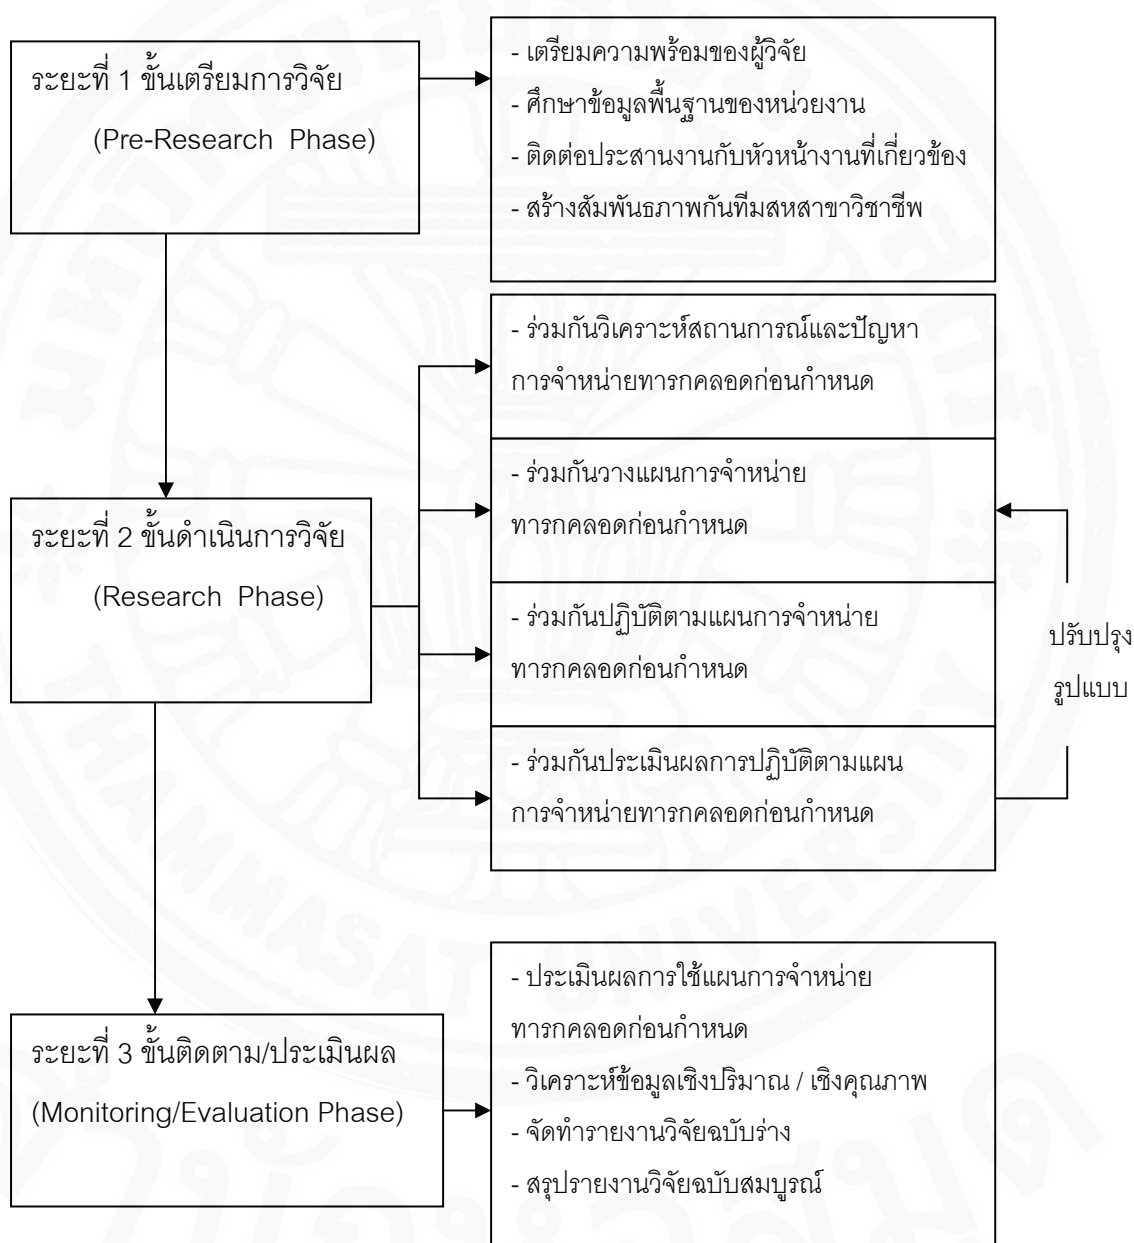 ระยะที่ 1 ขั้นเตรียมการวิจัย
(Pre-Research Phase)
- เตรียมความพร้อมของผู้วิจัย
- ศึกษาข้อมูลพื้นฐานของหน่วยงาน
- ติดต่อประสานงานกับหัวหน้างานที่เกี่ยวข้อง
- สร้างสัมพันธภาพกันทีมสหสาขาวิชาชีพ
ระยะที่ 2 ขั้นดำเนินการวิจัย
(Research Phase)
- ร่วมกันวิเคราะห์สถานการณ์และปัญหา
การจำหน่ายทารกคลอดก่อนกำหนด
- ร่วมกันวางแผนการจำหน่าย
ทารกคลอดก่อนกำหนด
- ร่วมกันปฏิบัติตามแผนการจำหน่าย
ทารกคลอดก่อนกำหนด
- ร่วมกันประเมินผลการปฏิบัติตามแผน
การจำหน่ายทารกคลอดก่อนกำหนด
ปรับปรุง
รูปแบบ
ระยะที่ 3 ขั้นติดตาม/ประเมินผล
(Monitoring/Evaluation Phase)
- ประเมินผลการใช้แผนการจำหน่าย
ทารกคลอดก่อนกำหนด
- วิเคราะห์ข้อมูลเชิงปริมาณ / เชิงคุณภาพ
- จัดทำรายงานวิจัยฉบับร่าง
- สรุปรายงานวิจัยฉบับสมบูรณ์
THAMMASAT UNIVERSITY